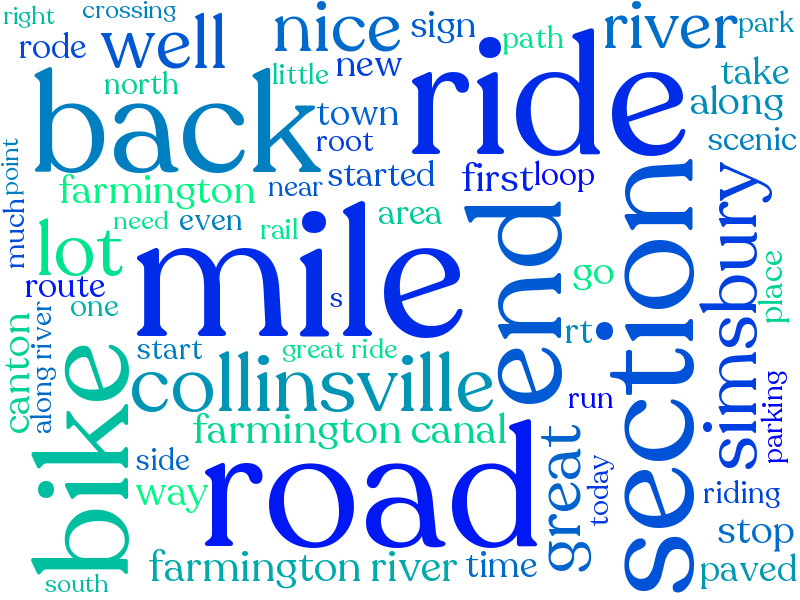 right
crossing
rode
well
nice
sign
path
river
park
north
little
new
take
back
ride
along
town
root
scenic
point
farmington
near
started
first
loop
much
need
even
rail
area
lot
mile
end
section
simsbury
route
one
s
go
place
canton
along river
start
great ride
rt
bike
collinsville
run
parking
farmington canal
side
way
road
great
today
riding
stop
south
farmington river
time
paved